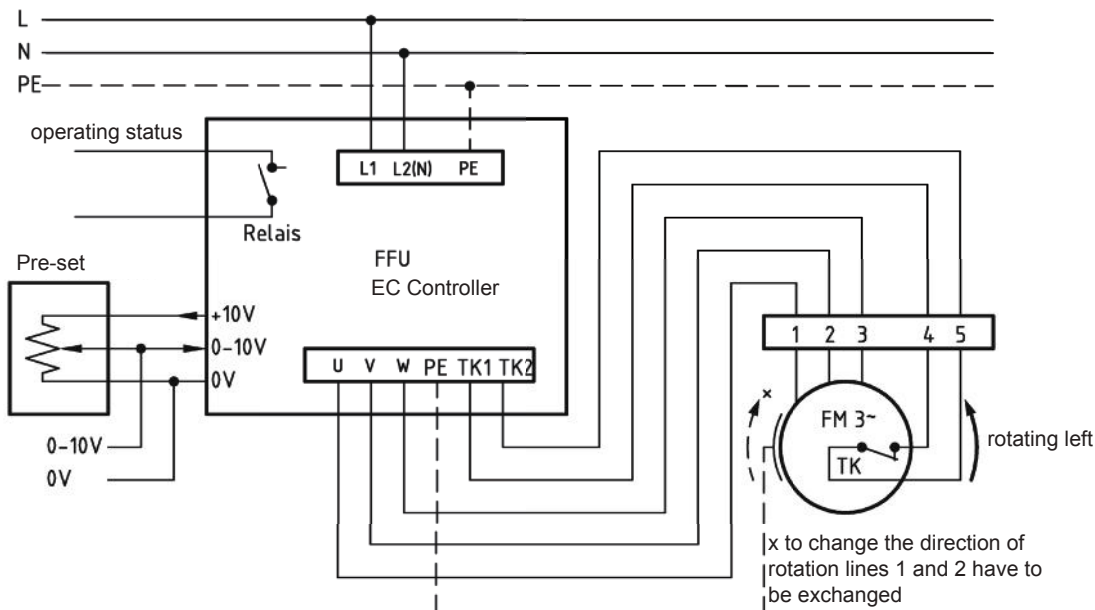 L
N
PE
operating status
L1 L2(N) PE
Relais
FFU
EC Controller
Pre-set
+10V
0-10V
0V
U V W PE TK1 TK2
0-10V
0V
1 2 3 4 5
x
FM 3~
TK
rotating left
x to change the direction of
rotation lines 1 and 2 have to
be exchanged